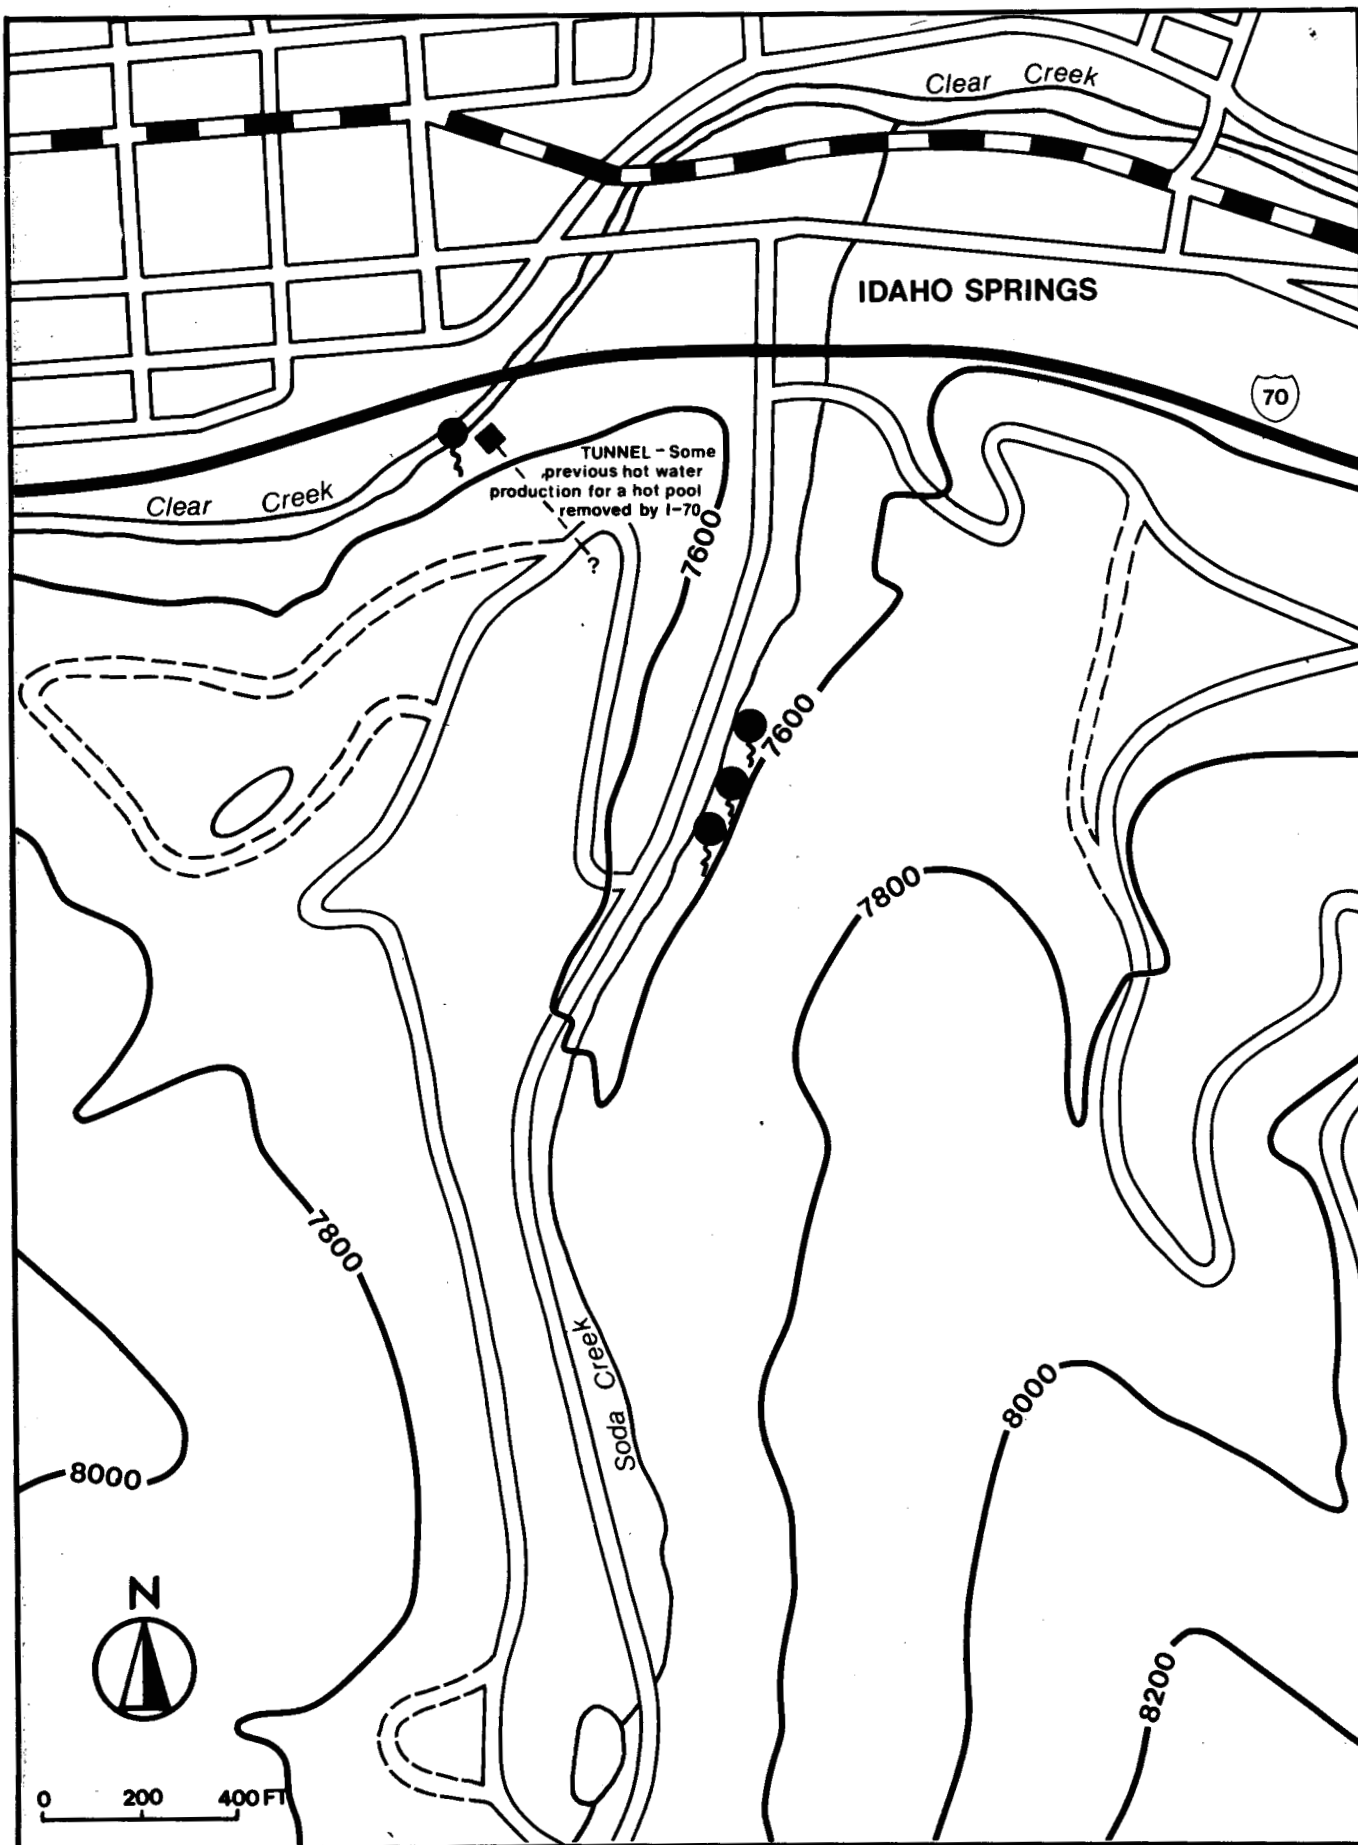 Clear Creek
IDAHO SPRINGS
70
TUNNEL - Some
previous hot water
production for a hot pool
removed by I-70
Clear Creek
7600
?
7600
7800
7800
Soda Creek
8000
8000
N
8200
0 200 400 FT